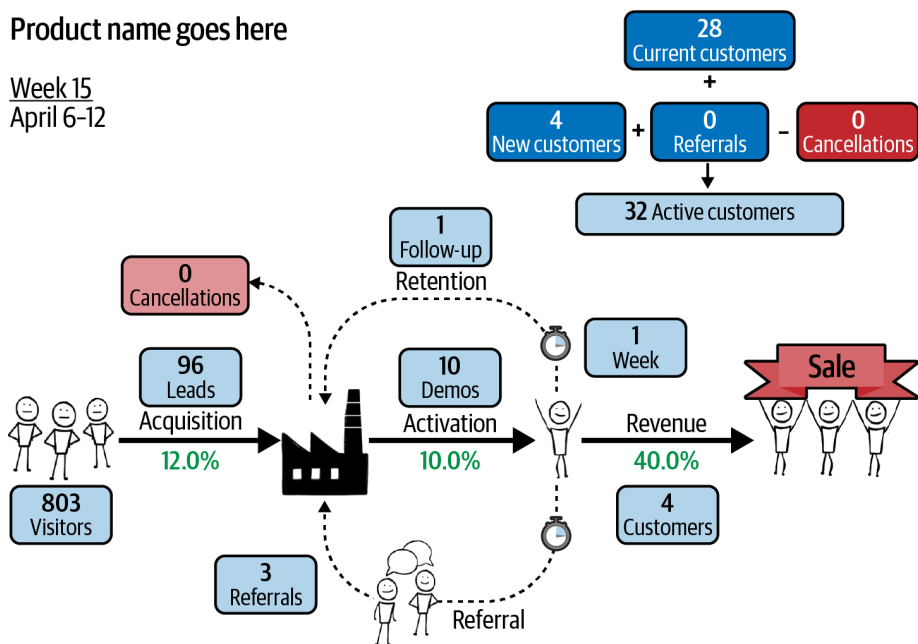 Product name goes here
Week 15
April 6–12
28
Current customers
+
4
New customers
+
0
Referrals
–
0
Cancellations
32 Active customers
1
Follow-up
Retention
0
Cancellations
96
Leads
Acquisition
12.0%
10
Demos
Activation
10.0%
1
Week
Revenue
40.0%
Sale
803
Visitors
4
Customers
3
Referrals
Referral